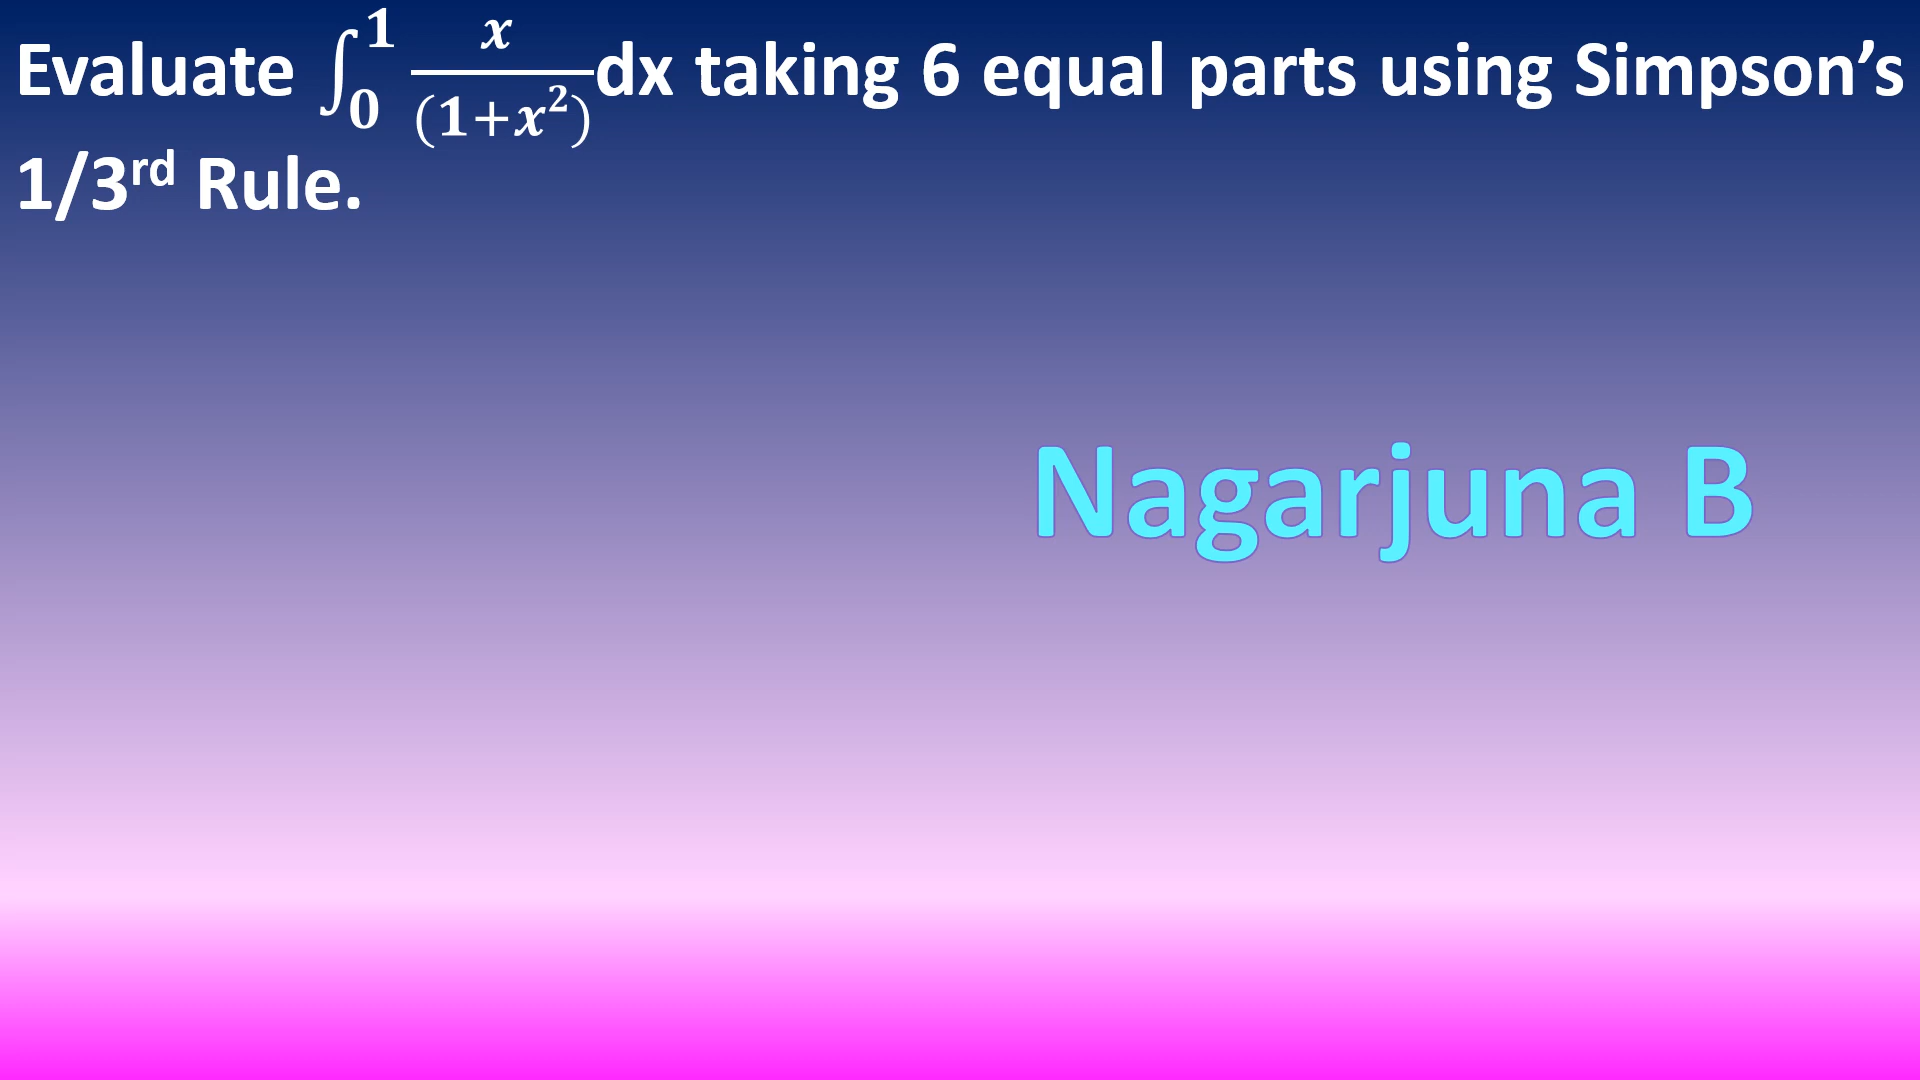 Evaluate ∫₀¹ x/(1+x²) dx taking 6 equal parts using Simpson’s
1/3ʳᵈ Rule.
Nagarjuna B